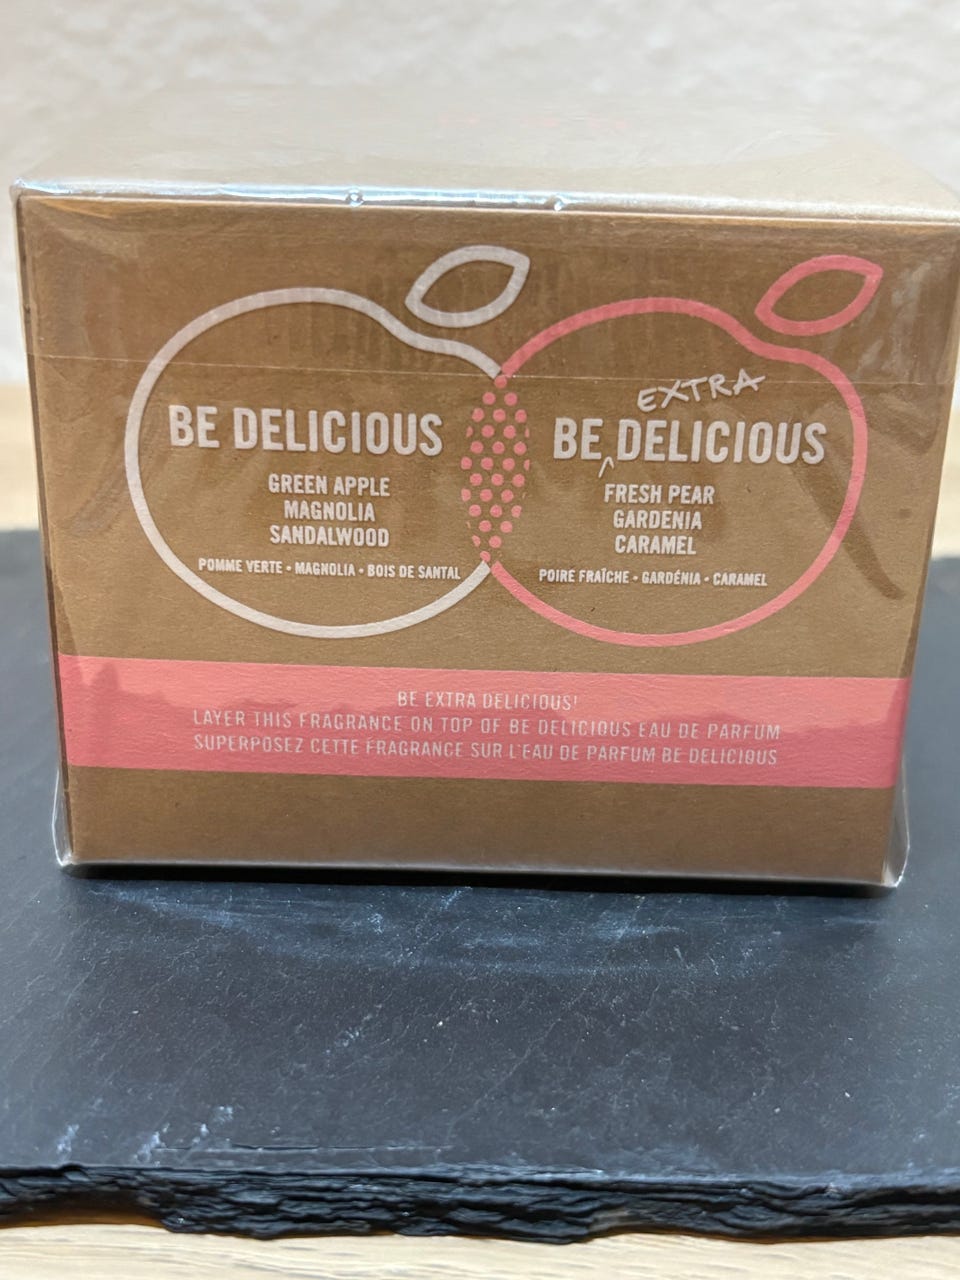 BE DELICIOUS
GREEN APPLE
MAGNOLIA
SANDALWOOD
POMME VERTE • MAGNOLIA • BOIS DE SANTAL
EXTRA
BE DELICIOUS
FRESH PEAR
GARDENIA
CARAMEL
POIRE FRAÎCHE • GARDÉNIA • CARAMEL
BE EXTRA DELICIOUS!
LAYER THIS FRAGRANCE ON TOP OF BE DELICIOUS EAU DE PARFUM
SUPERPOSEZ CETTE FRAGRANCE SUR L'EAU DE PARFUM BE DELICIOUS